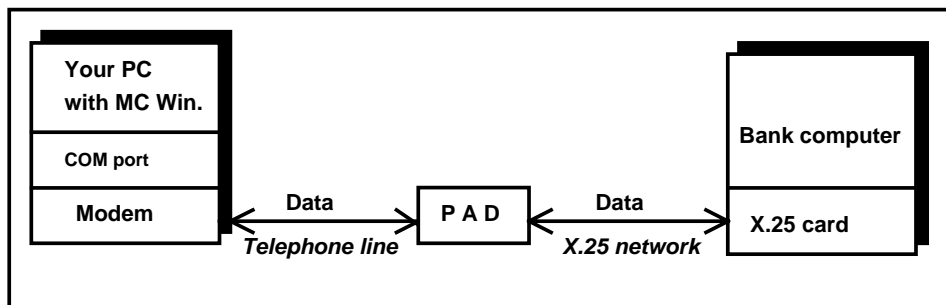 Your PC
with MC Win.
COM port
Modem
Data
Telephone line
P A D
Data
X.25 network
Bank computer
X.25 card